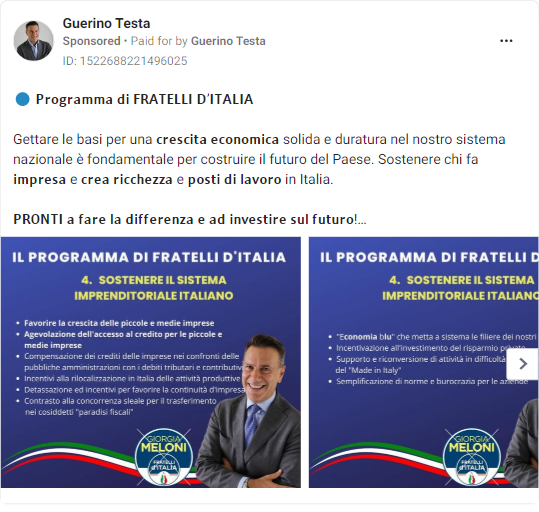 Guerino Testa
Sponsored • Paid for by Guerino Testa
ID: 1522688221496025
Programma di FRATELLI D'ITALIA
Gettare le basi per una crescita economica solida e duratura nel nostro sistema
nazionale è fondamentale per costruire il futuro del Paese. Sostenere chi fa
impresa e crea ricchezza e posti di lavoro in Italia.
PRONTI a fare la differenza e ad investire sul futuro!...
IL PROGRAMMA DI FRATELLI D'ITALIA
4. SOSTENERE IL SISTEMA
IMPRENDITORIALE ITALIANO
• Favorire la crescita delle piccole e medie imprese
• Agevolazione dell'accesso al credito per le piccole e
medie imprese
• Compensazione dei crediti delle imprese nei confronti delle
pubbliche amministrazioni con i debiti tributari e contributivi
• Incentivi alla rilocalizzazione in Italia delle attività produttive
• Detassazione ed incentivi per favorire la continuità d'impresa
• Contrasto alla concorrenza sleale per il trasferimento
nei cosiddetti "paradisi fiscali"
GIORGIA
MELONI
FRATELLI
d'ITALIA
IL PROGRAMMA DI FRATELLI D
4. SOSTENERE IL SISTEMA
IMPRENDITORIALE ITALIANO
• "Economia blu" che metta a sistema le filiere dei nostri
• Incentivazione all'investimento del risparmio
• Supporto e riconversione di attività in difficoltà
del "Made in Italy"
• Semplificazione di norme e burocrazia per le aziende
GIORGIA
MELONI
FRATELLI
d'ITALIA